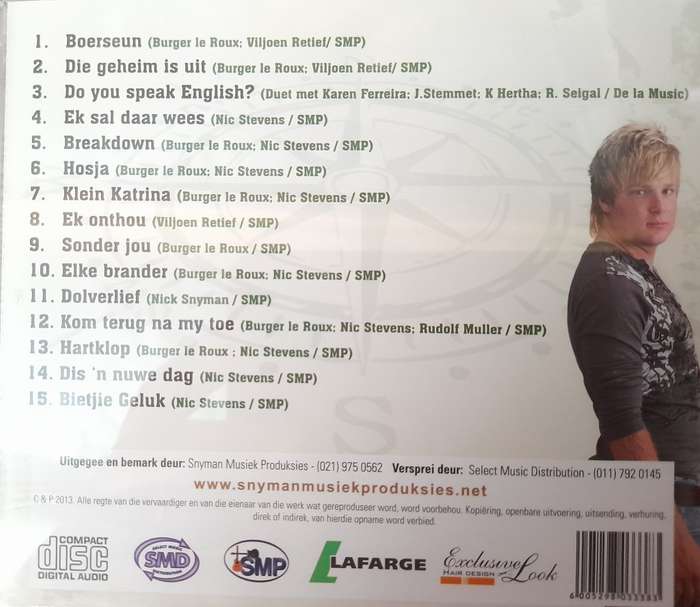 1. Boerseun (Burger le Roux; Viljoen Retief/ SMP)
2. Die geheim is uit (Burger le Roux; Viljoen Retief/ SMP)
3. Do you speak English? (Duet met Karen Ferreira; J.Stemmet; K Hertha; R. Seigal / De la Music)
4. Ek sal daar wees (Nic Stevens / SMP)
5. Breakdown (Burger le Roux; Nic Stevens / SMP)
6. Hosja (Burger le Roux; Nic Stevens / SMP)
7. Klein Katrina (Burger le Roux; Nic Stevens / SMP)
8. Ek onthou (Viljoen Retief / SMP)
9. Sonder jou (Burger le Roux / SMP)
10. Elke brander (Burger le Roux; Nic Stevens / SMP)
11. Dolverlief (Nick Snyman / SMP)
12. Kom terug na my toe (Burger le Roux; Nic Stevens; Rudolf Muller / SMP)
13. Hartklop (Burger le Roux ; Nic Stevens / SMP)
14. Dis 'n nuwe dag (Nic Stevens / SMP)
15. Bietjie Geluk (Nic Stevens / SMP)
S
Uitgegee en bemark deur: Snyman Musiek Produksies - (021) 975 0562 Versprei deur: Select Music Distribution - (011) 792 0145
www.snymanmusiekproduksies.net
© & P 2013. Alle regte van die vervaardiger en van die eienaar van die werk wat gereproduseer word, word voorbehou. Kopiëring, openbare uitvoering, uitsending, verhuring,
direk of indirek, van hierdie opname word verbied.
COMPACT
disc
DIGITAL AUDIO
SELECT MUSIC
SMD
DISTRIBUTION
SMP
LAFARGE
Exclusive Look
HAIR DESIGN
6 005298 033383